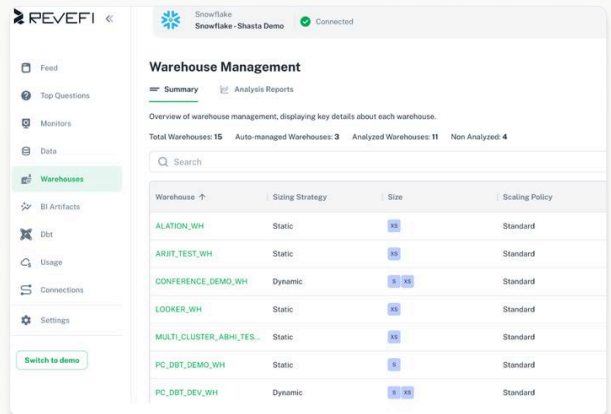 REVEFI «
Snowflake
Snowflake - Shasta Demo
Connected
Feed
Top Questions
Monitors
Data
Warehouses
BI Artifacts
Dbt
Usage
Connections
Settings
Switch to demo
Warehouse Management
Summary Analysis Reports
Overview of warehouse management, displaying key details about each warehouse.
Total Warehouses: 15 Auto-managed Warehouses: 3 Analyzed Warehouses: 11 Non Analyzed: 4
Search
Warehouse ↑ Sizing Strategy Size Scaling Policy
ALATION_WH Static XS Standard
ARJIT_TEST_WH Static XS Standard
CONFERENCE_DEMO_WH Dynamic S XS Standard
LOOKER_WH Static XS Standard
MULTI_CLUSTER_ABHI_TES... Static XS Standard
PC_DBT_DEMO_WH Static S Standard
PC_DBT_DEV_WH Dynamic S XS Standard